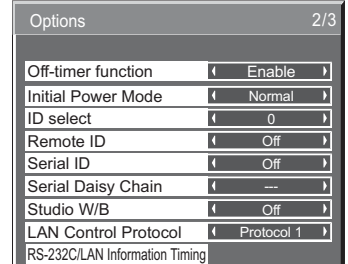 Options 2/3
Off-timer function Enable
Initial Power Mode Normal
ID select 0
Remote ID Off
Serial ID Off
Serial Daisy Chain ---
Studio W/B Off
LAN Control Protocol Protocol 1
RS-232C/LAN Information Timing